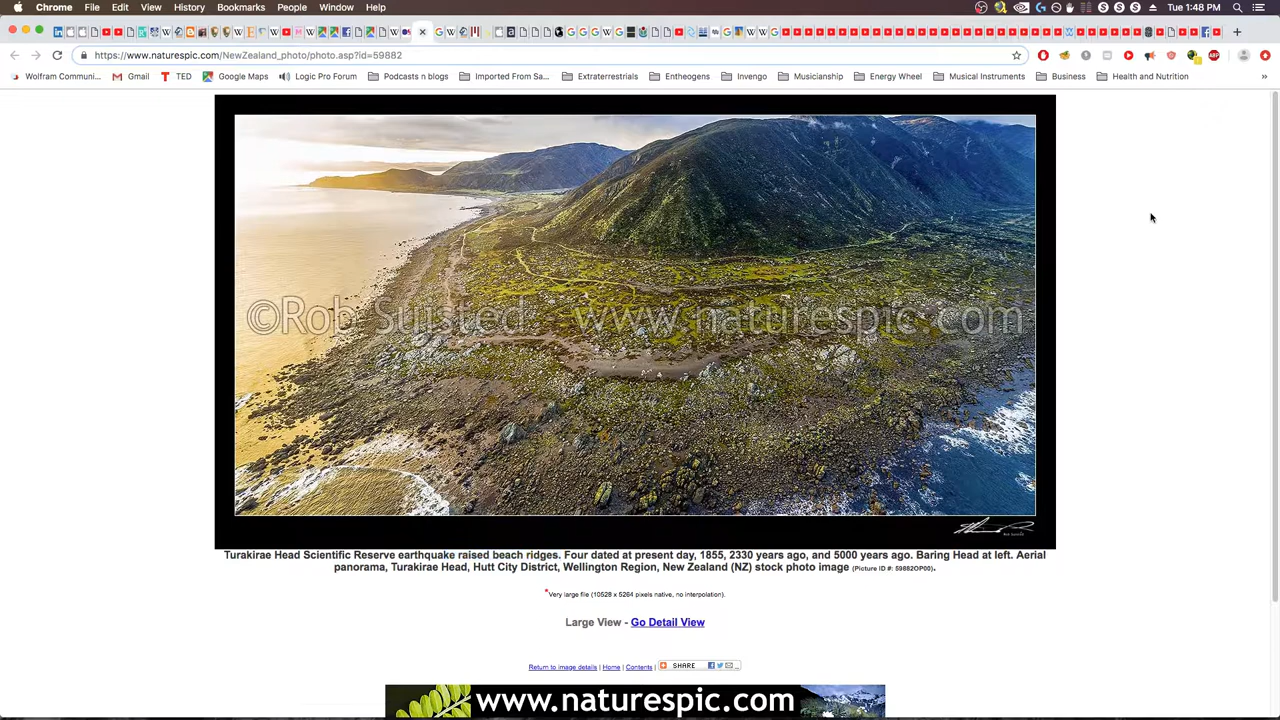 Chrome File Edit View History Bookmarks People Window Help Tue 1:48 PM
https://www.naturespic.com/NewZealand_photo/photo.asp?id=59882
Wolfram Communi... Gmail TED Google Maps Logic Pro Forum Podcasts n blogs Imported From Sa... Extraterrestrials Entheogens Invengo Musicianship Energy Wheel Musical Instruments Business Health and Nutrition »
©Rob Suisted www.naturespic.com
Rob Suisted
Turakirae Head Scientific Reserve earthquake raised beach ridges. Four dated at present day, 1855, 2330 years ago, and 5000 years ago. Baring Head at left. Aerial
panorama, Turakirae Head, Hutt City District, Wellington Region, New Zealand (NZ) stock photo image (Picture ID #: 59882OP00).
*Very large file (10528 x 5264 pixels native, no interpolation).
Large View - Go Detail View
Return to image details | Home | Contents | SHARE
www.naturespic.com